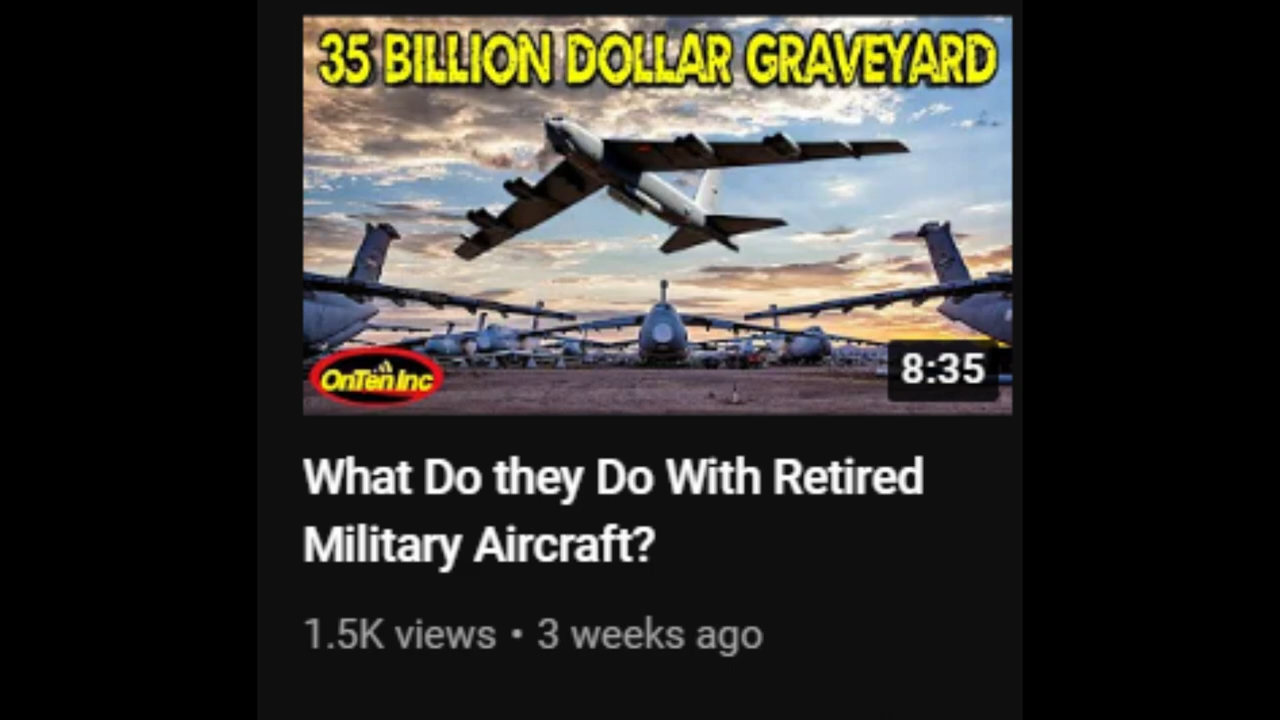 35 BILLION DOLLAR GRAVEYARD
OnTen Inc
8:35
What Do they Do With Retired
Military Aircraft?
1.5K views • 3 weeks ago